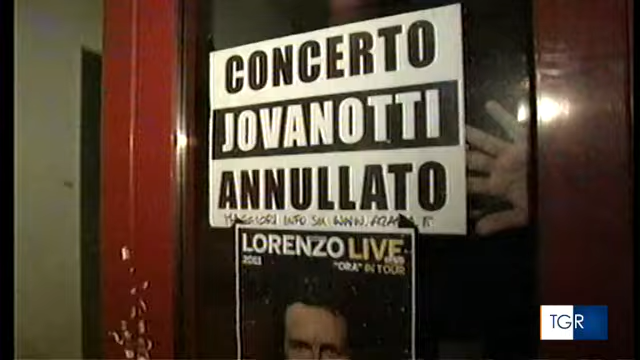 CONCERTO
JOVANOTTI
ANNULLATO
MAGGIORI INFO SU WWW.
LORENZO LIVE
2011
"ORA" IN TOUR
TGR